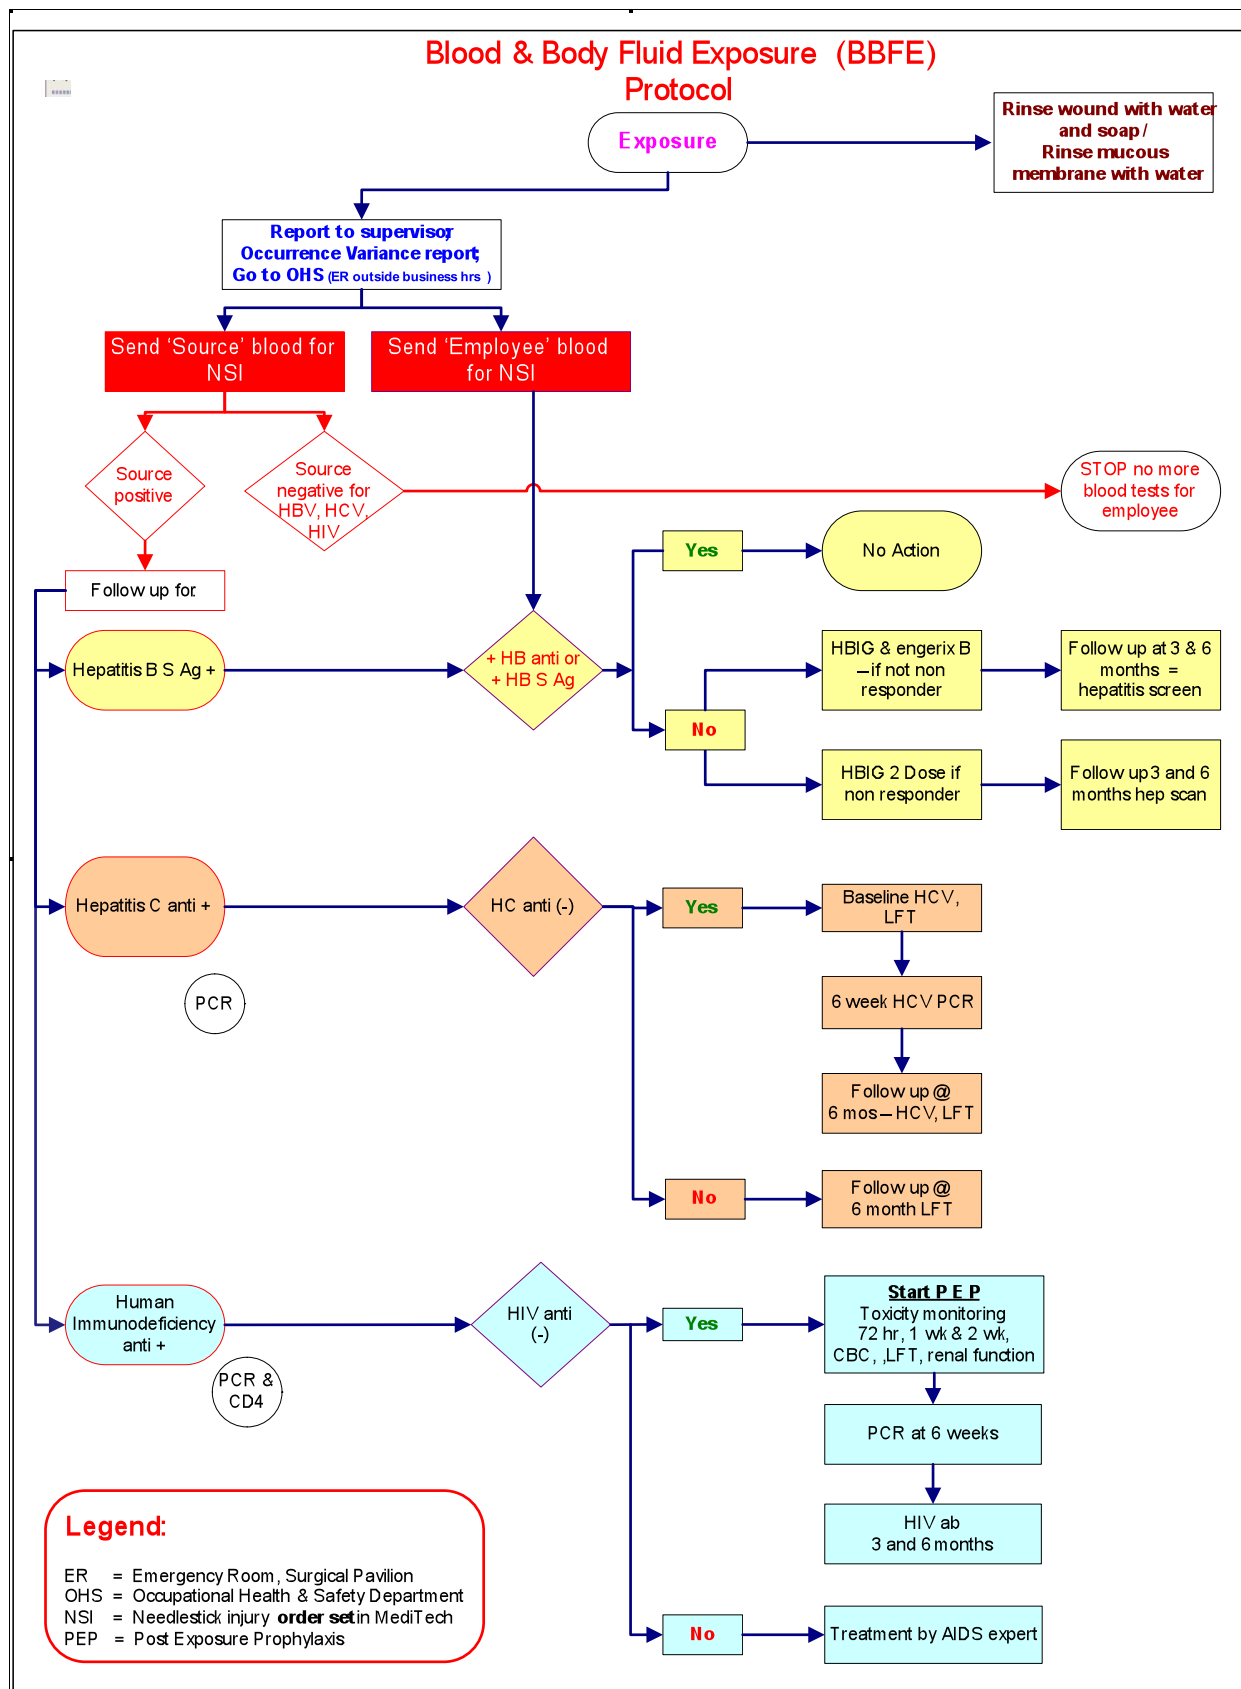 Blood & Body Fluid Exposure (BBFE)
Protocol
Exposure
Rinse wound with water
and soap /
Rinse mucous
membrane with water
Report to supervisor;
Occurrence Variance report;
Go to OHS (ER outside business hrs )
Send ‘Source’ blood for
NSI
Send ‘Employee’ blood
for NSI
Source
positive
Source
negative for
HBV, HCV,
HIV
STOP no more
blood tests for
employee
Follow up for:
Yes
No Action
Hepatitis B S Ag +
+ HB anti or
+ HB S Ag
No
HBIG & engerix B
– if not non
responder
Follow up at 3 & 6
months =
hepatitis screen
HBIG 2 Dose if
non responder
Follow up 3 and 6
months hep scan
Hepatitis C anti +
HC anti (-)
Yes
Baseline HCV,
LFT
PCR
6 week HCV PCR
Follow up @
6 mos – HCV, LFT
No
Follow up @
6 month LFT
Human
Immunodeficiency
anti +
HIV anti
(-)
Yes
Start P E P
Toxicity monitoring
72 hr, 1 wk & 2 wk,
CBC, ,LFT, renal function
PCR &
CD4
PCR at 6 weeks
HIV ab
3 and 6 months
No
Treatment by AIDS expert
Legend:
ER = Emergency Room, Surgical Pavilion
OHS = Occupational Health & Safety Department
NSI = Needlestick injury order set in MediTech
PEP = Post Exposure Prophylaxis